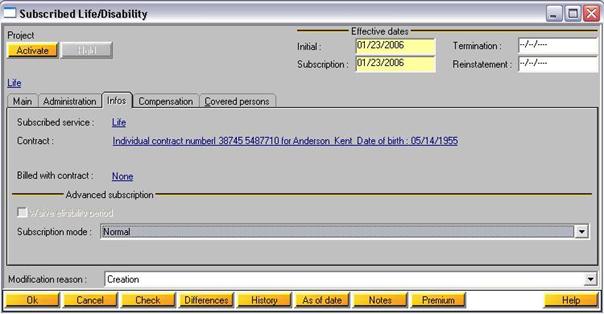 Subscribed Life/Disability
Project
Activate Hold
Effective dates
Initial : 01/23/2006 Termination : --/--/----
Subscription : 01/23/2006 Reinstatement : --/--/----
Life
Main Administration Infos Compensation Covered persons
Subscribed service : Life
Contract : Individual contract numberI 38745 5487710 for Anderson Kent Date of birth : 05/14/1955
Billed with contract : None
Advanced subscription
Waive eligibility period
Subscription mode : Normal
Modification reason : Creation
Ok Cancel Check Differences History As of date Notes Premium Help